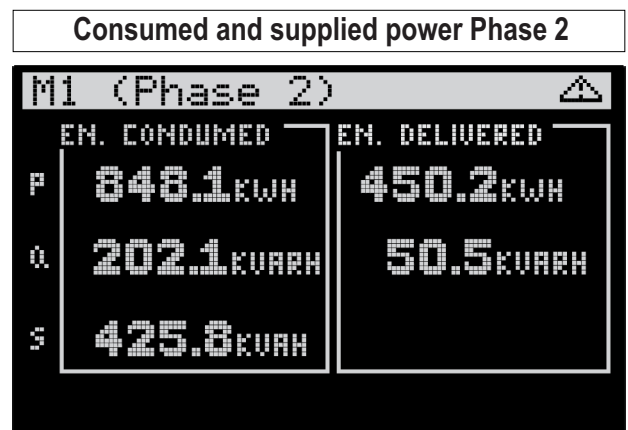 Consumed and supplied power Phase 2
M1 (Phase 2)
EN. CONDUMED EN. DELIVERED
P 848.1KWH 450.2KWH
Q 202.1KVARH 50.5KVARH
S 425.8KVAH